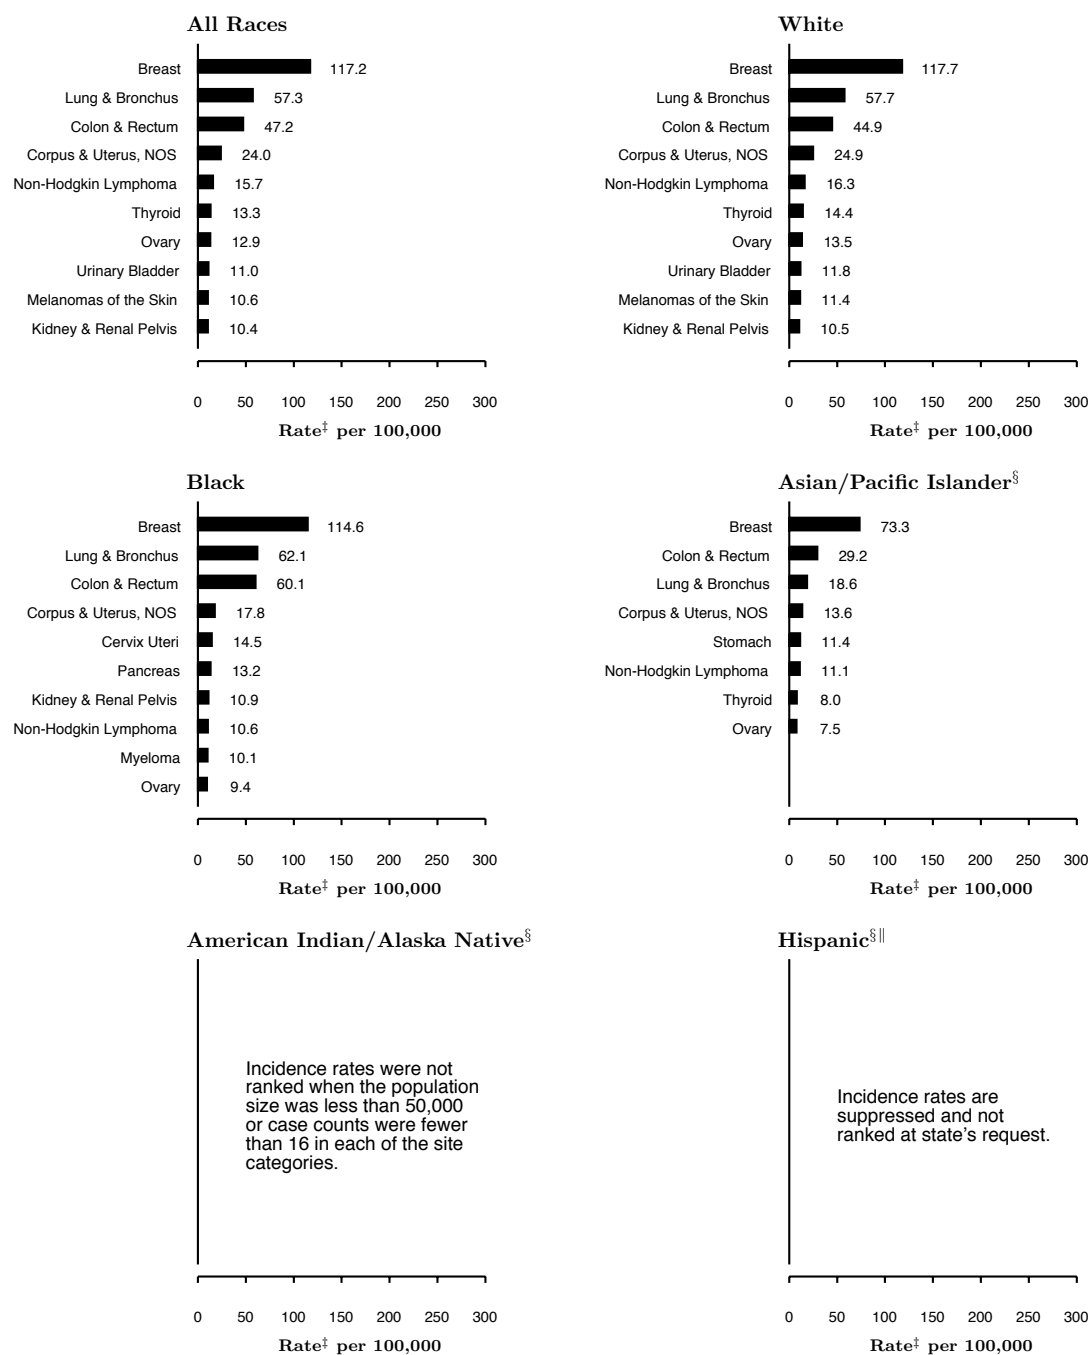 All Races
Breast 117.2
Lung & Bronchus 57.3
Colon & Rectum 47.2
Corpus & Uterus, NOS 24.0
Non-Hodgkin Lymphoma 15.7
Thyroid 13.3
Ovary 12.9
Urinary Bladder 11.0
Melanomas of the Skin 10.6
Kidney & Renal Pelvis 10.4
0 50 100 150 200 250 300
Rate‡ per 100,000
White
Breast 117.7
Lung & Bronchus 57.7
Colon & Rectum 44.9
Corpus & Uterus, NOS 24.9
Non-Hodgkin Lymphoma 16.3
Thyroid 14.4
Ovary 13.5
Urinary Bladder 11.8
Melanomas of the Skin 11.4
Kidney & Renal Pelvis 10.5
0 50 100 150 200 250 300
Rate‡ per 100,000
Black
Breast 114.6
Lung & Bronchus 62.1
Colon & Rectum 60.1
Corpus & Uterus, NOS 17.8
Cervix Uteri 14.5
Pancreas 13.2
Kidney & Renal Pelvis 10.9
Non-Hodgkin Lymphoma 10.6
Myeloma 10.1
Ovary 9.4
0 50 100 150 200 250 300
Rate‡ per 100,000
Asian/Pacific Islander§
Breast 73.3
Colon & Rectum 29.2
Lung & Bronchus 18.6
Corpus & Uterus, NOS 13.6
Stomach 11.4
Non-Hodgkin Lymphoma 11.1
Thyroid 8.0
Ovary 7.5
0 50 100 150 200 250 300
Rate‡ per 100,000
American Indian/Alaska Native§
Incidence rates were not
ranked when the population
size was less than 50,000
or case counts were fewer
than 16 in each of the site
categories.
0 50 100 150 200 250 300
Rate‡ per 100,000
Hispanic§‖
Incidence rates are
suppressed and not
ranked at state's request.
0 50 100 150 200 250 300
Rate‡ per 100,000